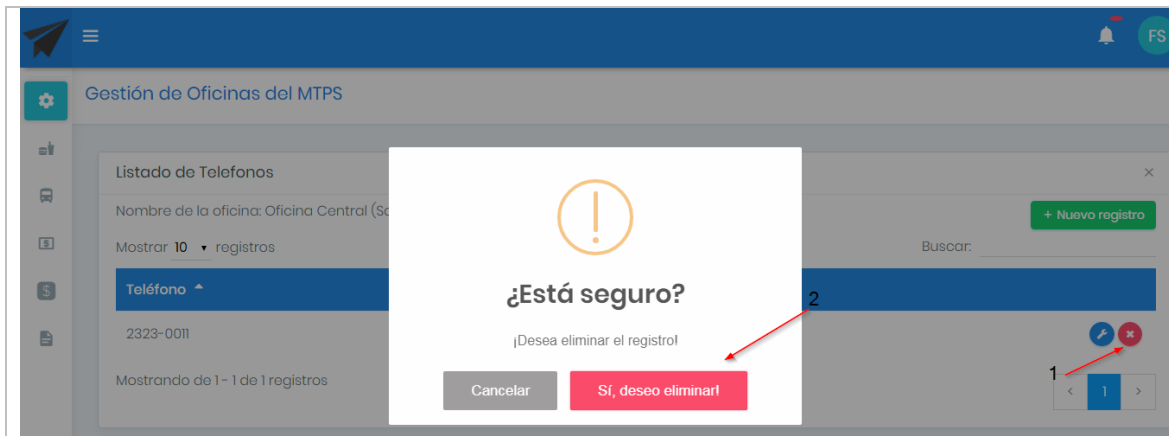 FS
Gestión de Oficinas del MTPS
Listado de Telefonos
×
Nombre de la oficina: Oficina Central
+ Nuevo registro
Mostrar 10 registros
Buscar:
Teléfono
2323-0011
Mostrando de 1 - 1 de 1 registros
< 1 >
¿Está seguro?
¡Desea eliminar el registro!
Cancelar
Sí, deseo eliminar!
2
1